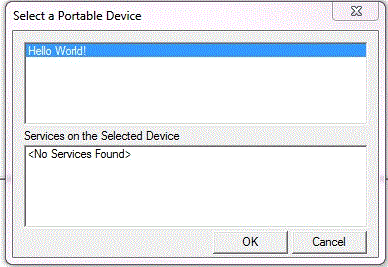 Select a Portable Device
Hello World!
Services on the Selected Device
<No Services Found>
OK
Cancel